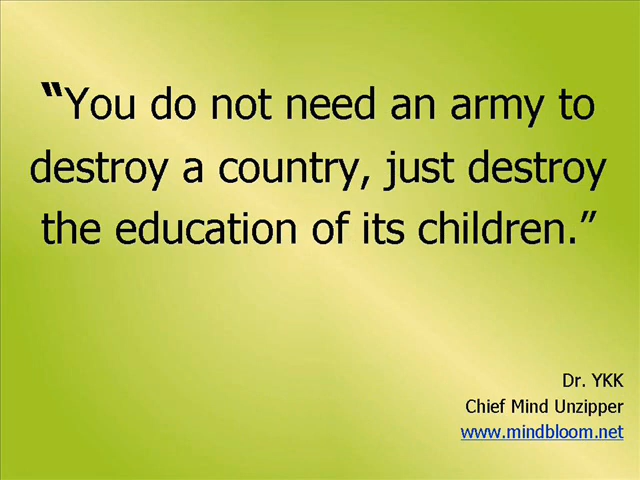 “You do not need an army to
destroy a country, just destroy
the education of its children.”
Dr. YKK
Chief Mind Unzipper
www.mindbloom.net